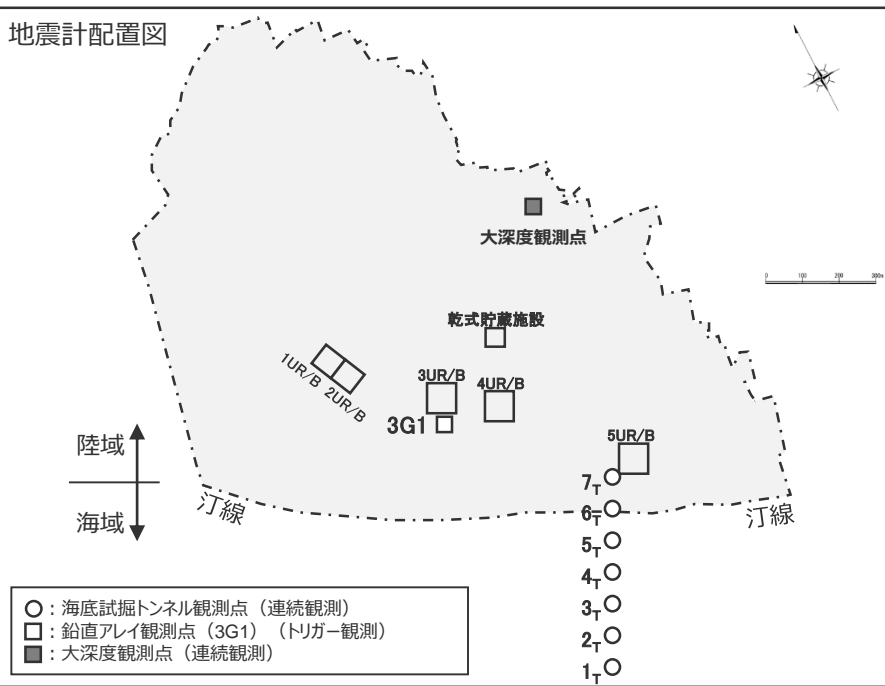 地震計配置図
0 100 200 300m
大深度観測点
乾式貯蔵施設
1UR/B
2UR/B
3UR/B
4UR/B
3G1
5UR/B
陸域
海域
汀線
汀線
7T
6T
5T
4T
3T
2T
1T
○：海底試掘トンネル観測点（連続観測）
□：鉛直アレイ観測点（3G1）（トリガー観測）
■：大深度観測点（連続観測）